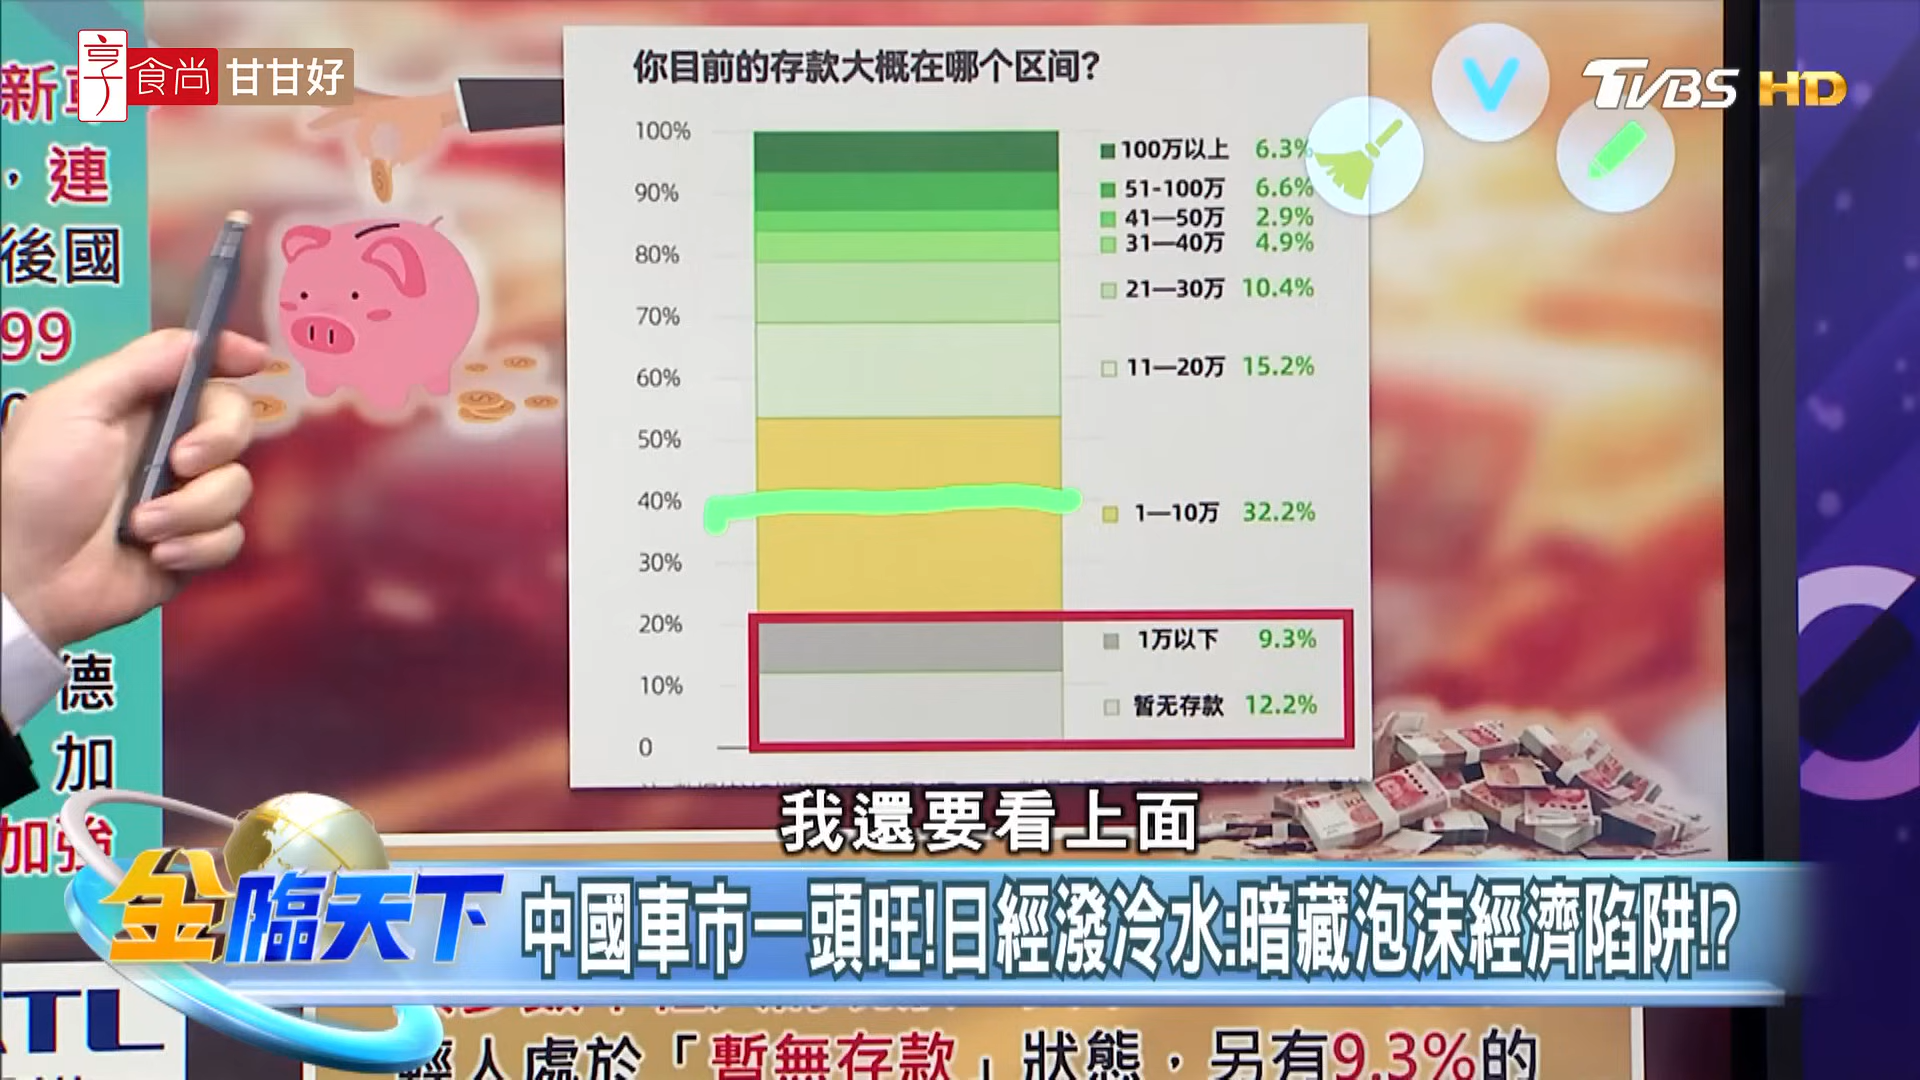 享 食尚 甘甘好
TVBS HD
新
，連
後國
99
德
加
加強
你目前的存款大概在哪个区间?
100%
90%
80%
70%
60%
50%
40%
30%
20%
10%
0
100万以上 6.3%
51-100万 6.6%
41—50万 2.9%
31—40万 4.9%
21—30万 10.4%
11—20万 15.2%
1—10万 32.2%
1万以下 9.3%
暂无存款 12.2%
我還要看上面
金臨天下
中國車市一頭旺!日經潑冷水:暗藏泡沫經濟陷阱!?
TL
輕人處於「暫無存款」狀態，另有9.3%的